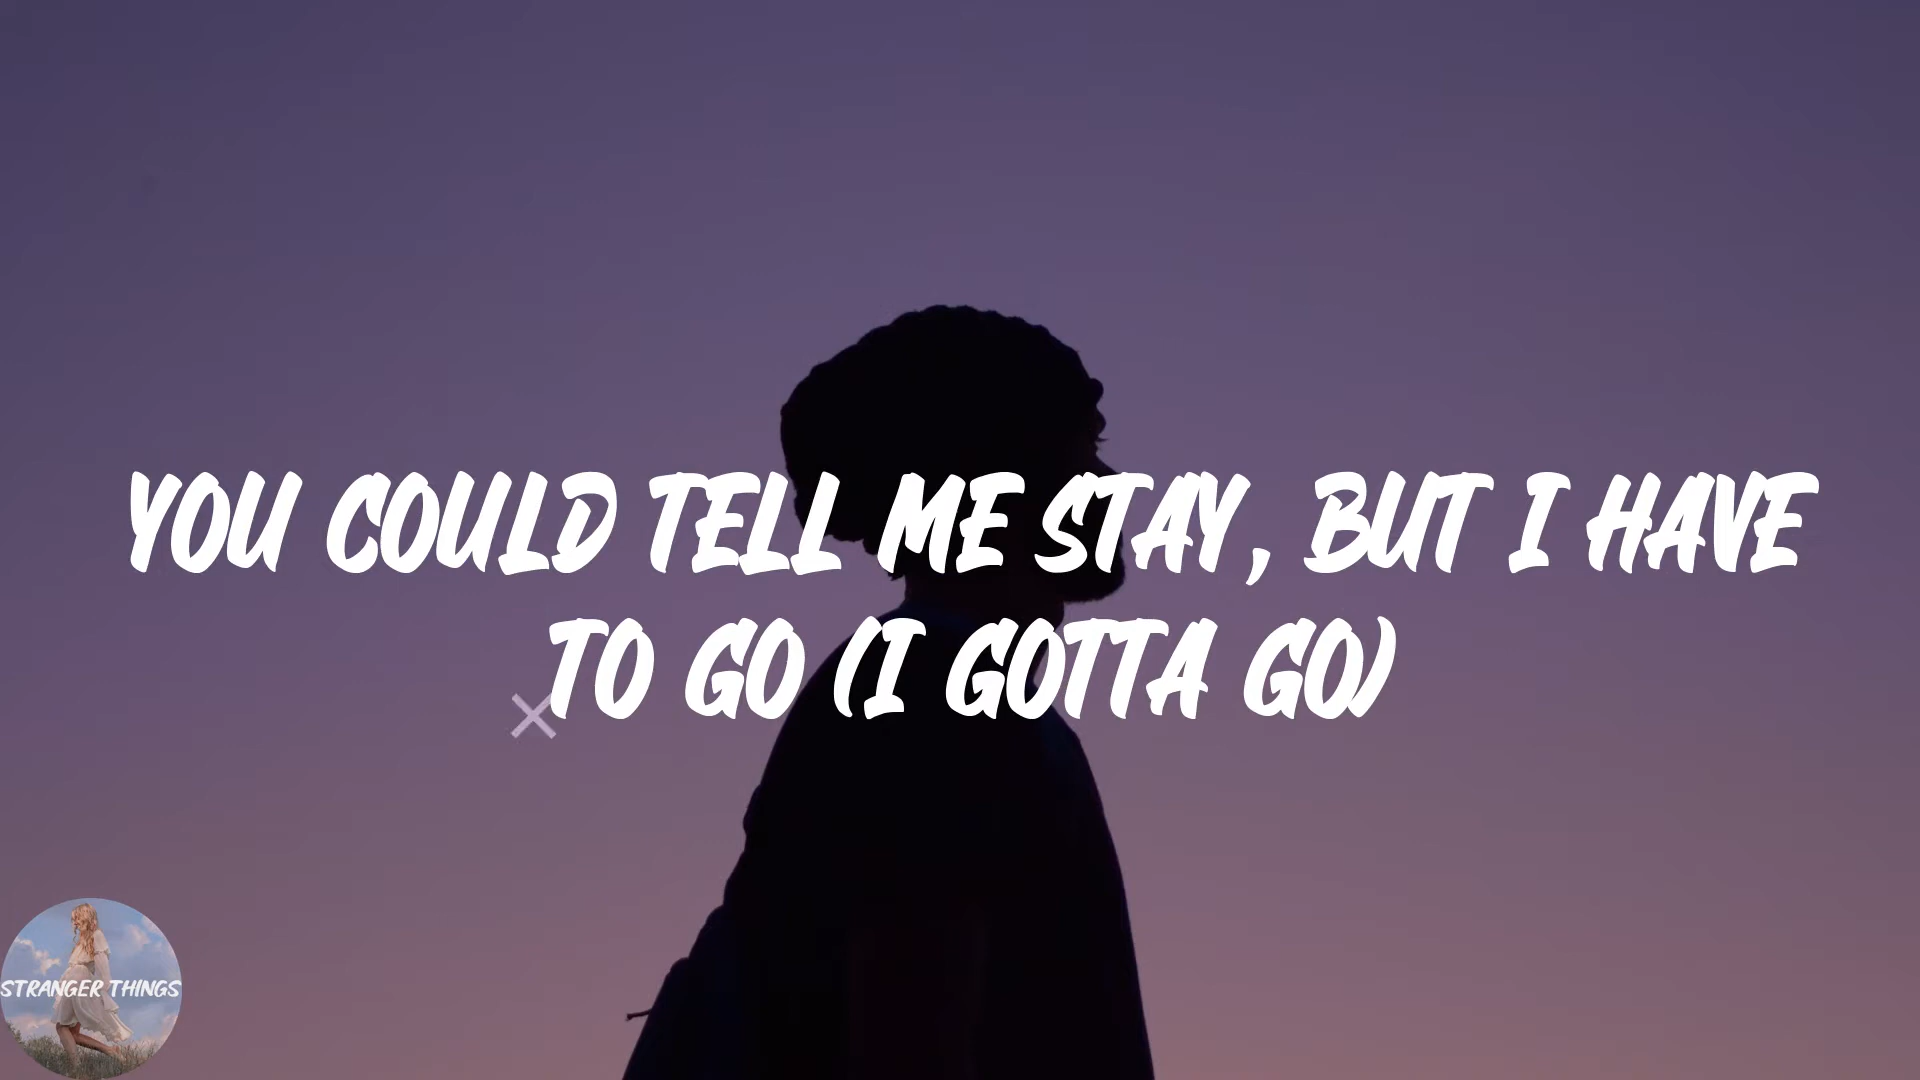 YOU COULD TELL ME STAY, BUT I HAVE
TO GO (I GOTTA GO)
STRANGER THINGS